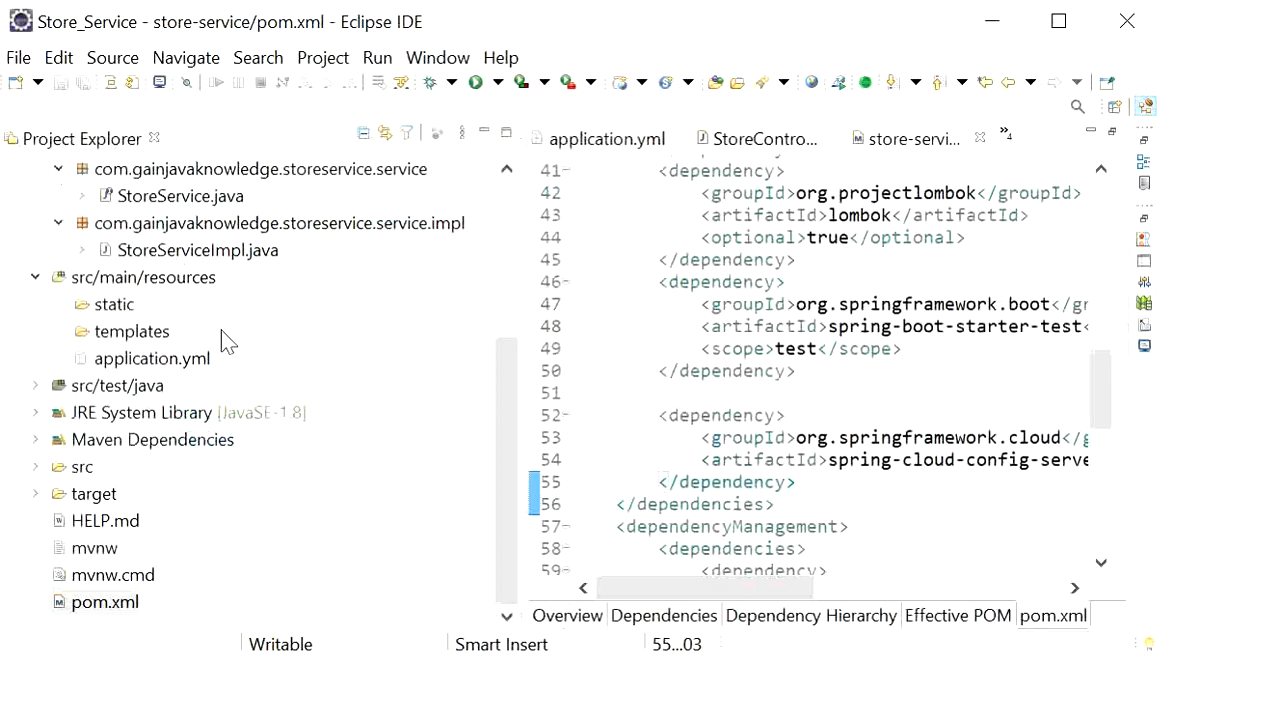 Store_Service - store-service/pom.xml - Eclipse IDE
File Edit Source Navigate Search Project Run Window Help
Project Explorer
application.yml
StoreContro...
store-servi...
4
com.gainjavaknowledge.storeservice.service
StoreService.java
com.gainjavaknowledge.storeservice.service.impl
StoreServiceImpl.java
src/main/resources
static
templates
application.yml
src/test/java
JRE System Library [JavaSE-1.8]
Maven Dependencies
src
target
HELP.md
mvnw
mvnw.cmd
pom.xml
41 <dependency>
42 <groupId>org.projectlombok</groupId>
43 <artifactId>lombok</artifactId>
44 <optional>true</optional>
45 </dependency>
46 <dependency>
47 <groupId>org.springframework.boot</gr
48 <artifactId>spring-boot-starter-test<
49 <scope>test</scope>
50 </dependency>
51
52 <dependency>
53 <groupId>org.springframework.cloud</g
54 <artifactId>spring-cloud-config-serve
55 </dependency>
56 </dependencies>
57 <dependencyManagement>
58 <dependencies>
59 <dependency>
Overview Dependencies Dependency Hierarchy Effective POM pom.xml
Writable Smart Insert 55...03